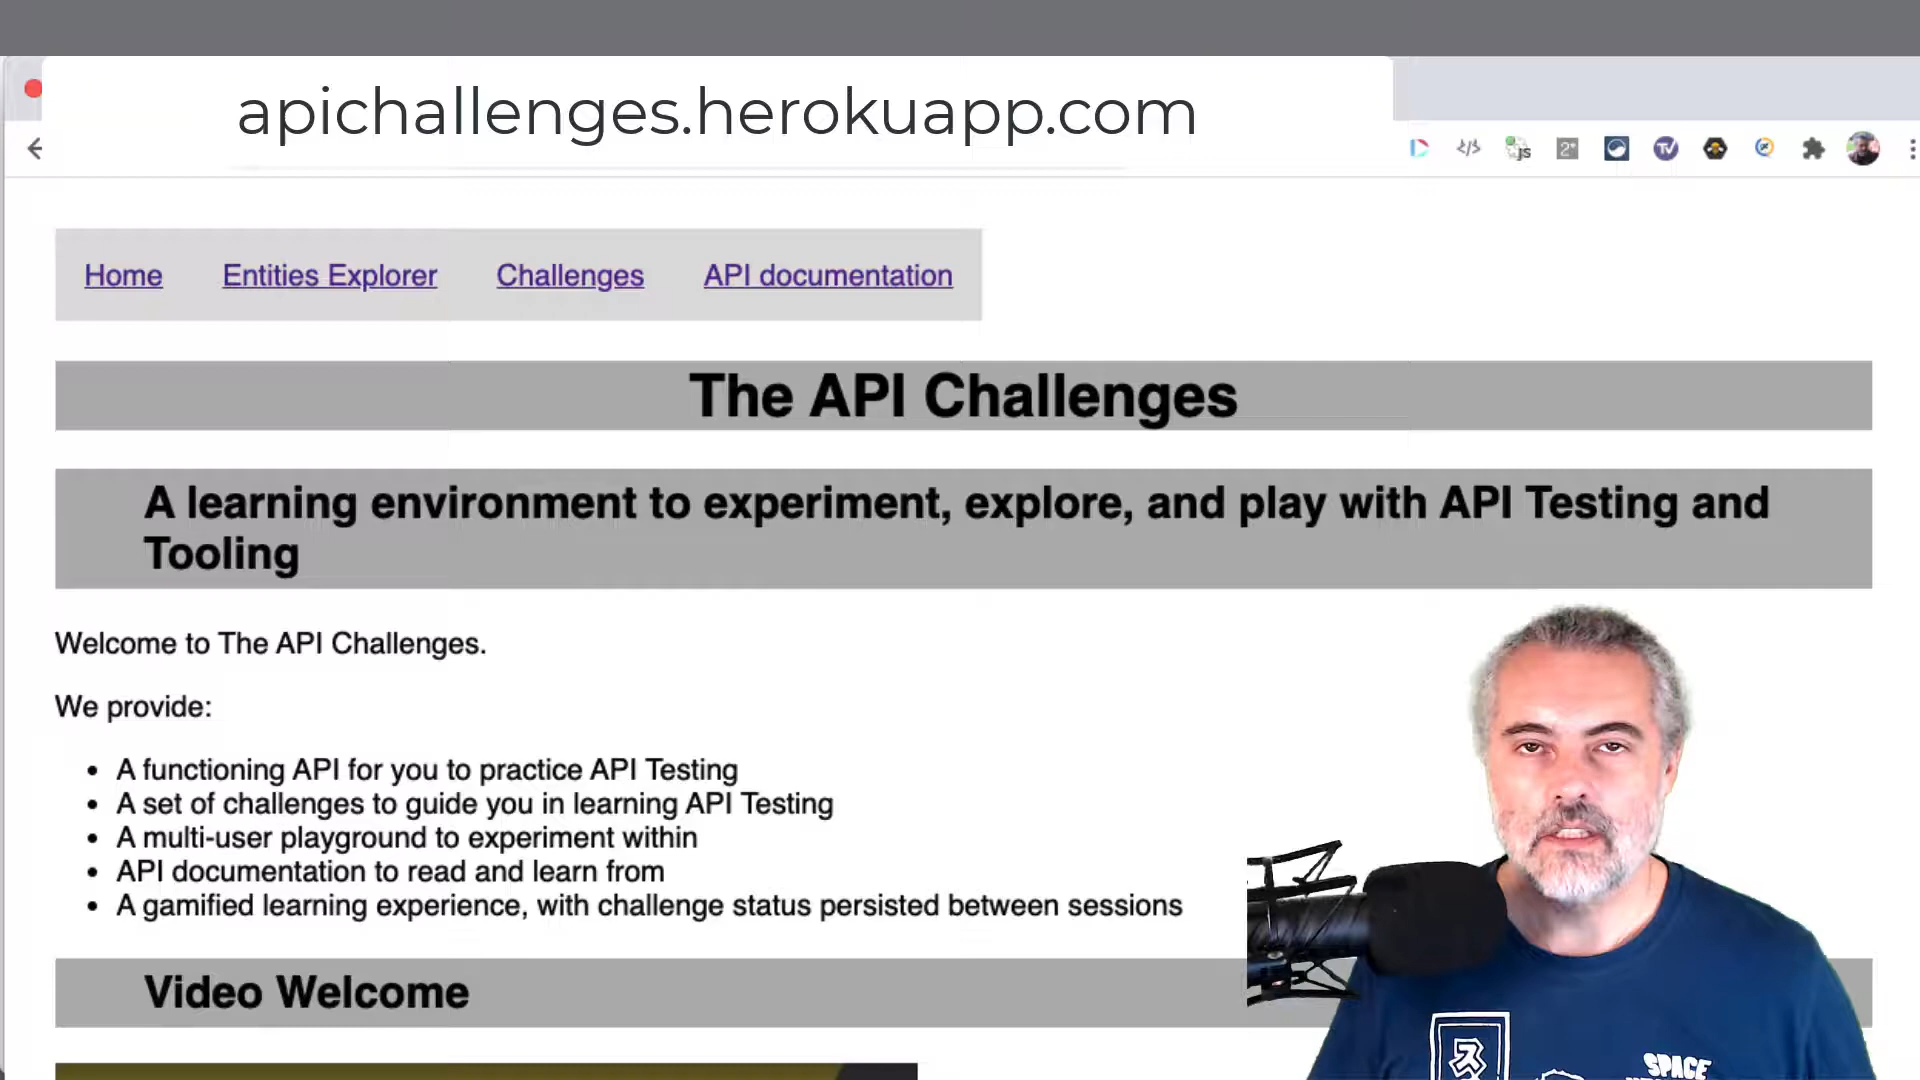 apichallenges.herokuapp.com
Home Entities Explorer Challenges API documentation
The API Challenges
A learning environment to experiment, explore, and play with API Testing and
Tooling
Welcome to The API Challenges.
We provide:
• A functioning API for you to practice API Testing
• A set of challenges to guide you in learning API Testing
• A multi-user playground to experiment within
• API documentation to read and learn from
• A gamified learning experience, with challenge status persisted between sessions
Video Welcome
SPACE